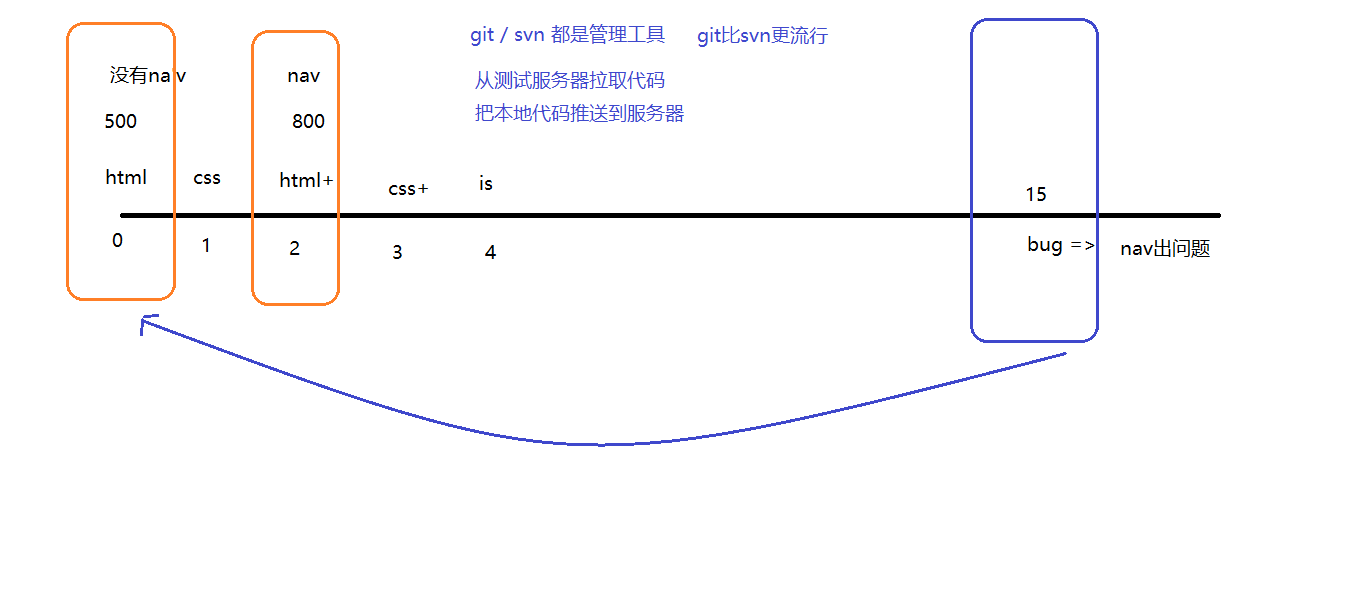 git / svn 都是管理工具 git比svn更流行
从测试服务器拉取代码
把本地代码推送到服务器
没有nav nav
500 800
html css html+ css+ is 15
0 1 2 3 4 bug => nav出问题